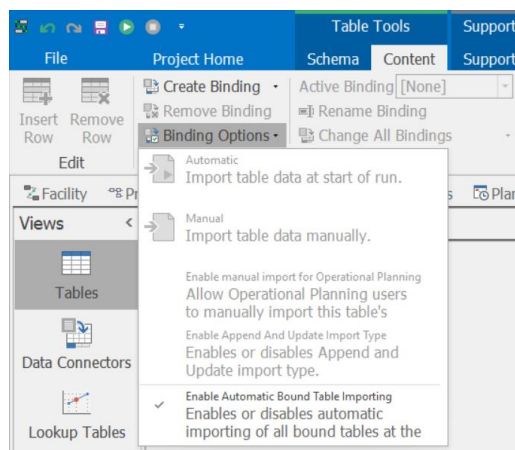 Table Tools
Support
File
Project Home
Schema
Content
Support
Insert Row
Remove Row
Edit
Create Binding
Remove Binding
Binding Options
Active Binding [None]
Rename Binding
Change All Bindings
Facility
Pr
s
Plan
Views <
Tables
Data Connectors
Lookup Tables
Automatic
Import table data at start of run.
Manual
Import table data manually.
Enable manual import for Operational Planning
Allow Operational Planning users
to manually import this table's
Enable Append And Update Import Type
Enables or disables Append and
Update import type.
Enable Automatic Bound Table Importing
Enables or disables automatic
importing of all bound tables at the